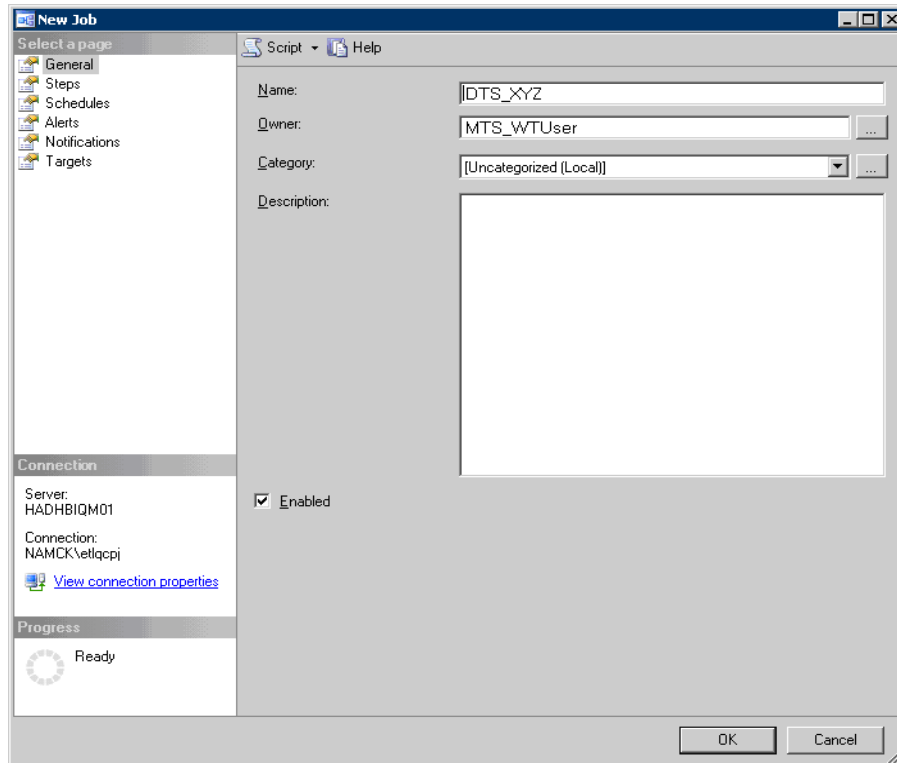 New Job
Select a page
General
Steps
Schedules
Alerts
Notifications
Targets
Script
Help
Name:
DTS_XYZ
Owner:
MTS_WTUser
...
Category:
[Uncategorized (Local)]
...
Description:
Enabled
Connection
Server:
HADHBIQM01
Connection:
NAMCK\etlqcpj
View connection properties
Progress
Ready
OK
Cancel